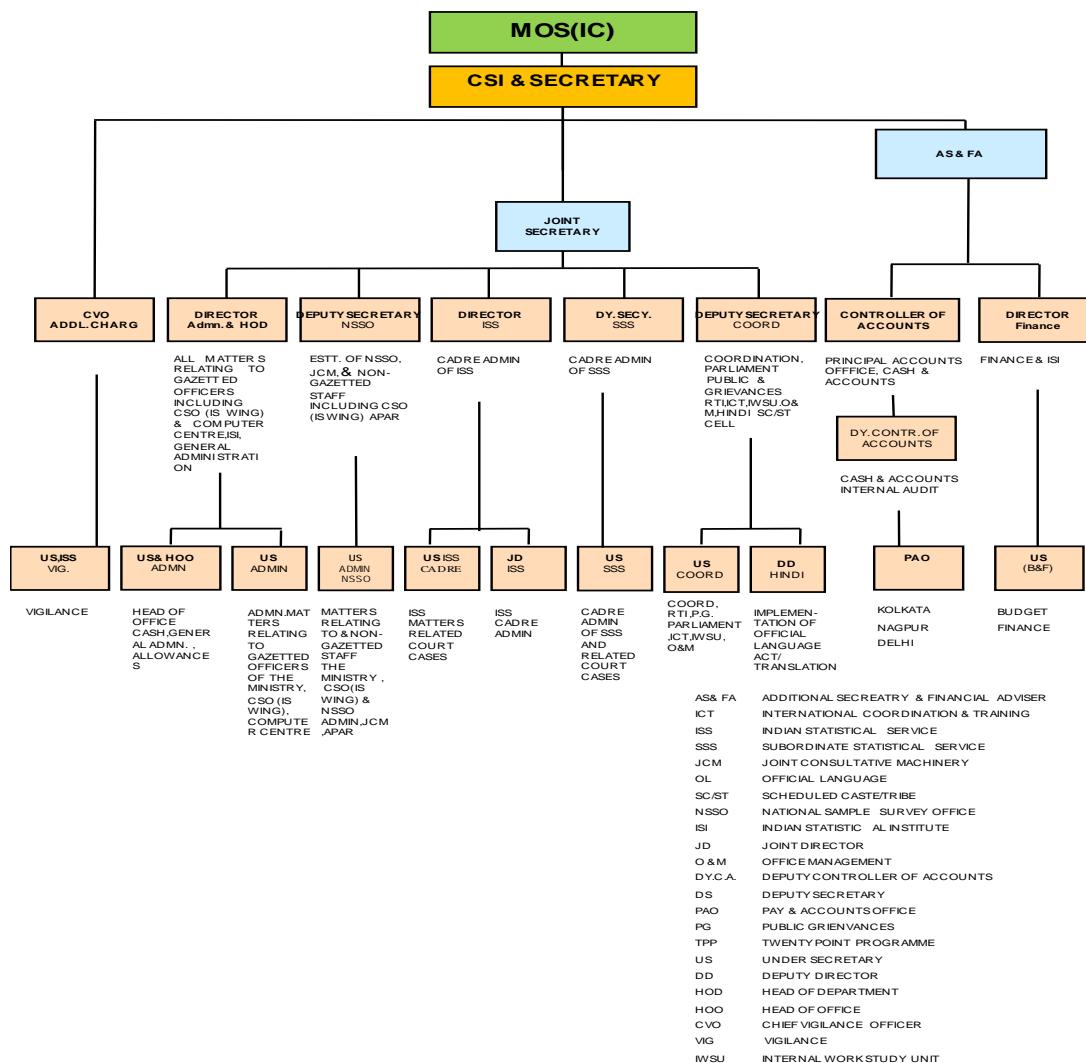 MOS(IC)
CSI & SECRETARY
AS & FA
JOINT
SECRETARY
CVO
ADDL.CHARG
DIRECTOR
Admn.& HOD
DEPUTY SECRETARY
NSSO
DIRECTOR
ISS
DY.SECY.
SSS
DEPUTY SECRETARY
COORD
CONTROLLER OF
ACCOUNTS
DIRECTOR
Finance
ALL MATTERS
RELATING TO
GAZETTED
OFFICERS
INCLUDING
CSO (IS WING)
& COMPUTER
CENTRE,ISI,
GENERAL
ADMINISTRATI
ON
ESTT. OF NSSO,
JCM, & NON-
GAZETTED
STAFF
INCLUDING CSO
(IS WING) APAR
CADRE ADMIN
OF ISS
CADRE ADMIN
OF SSS
COORDINATION,
PARLIAMENT
PUBLIC &
GRIEVANCES
RTI,ICT,IWSU.O&
M,HINDI SC/ST
CELL
PRINCIPAL ACCOUNTS
OFFFICE, CASH &
ACCOUNTS
FINANCE & ISI
DY.CONTR.OF
ACCOUNTS
CASH & ACCOUNTS
INTERNAL AUDIT
US,ISS
VIG.
US& HOO
ADMN
US
ADMIN
US
ADMIN
NSSO
US ISS
CADRE
JD
ISS
US
SSS
US
COORD
DD
HINDI
PAO
US
(B&F)
VIGILANCE
HEAD OF
OFFICE
CASH,GENER
AL ADMN. ,
ALLOWANCE
S
ADMN.MAT
TERS
RELATING
TO
GAZETTED
OFFICERS
OF THE
MINISTRY,
CSO (IS
WING),
COMPUTE
R CENTRE
MATTERS
RELATING
TO & NON-
GAZETTED
STAFF
THE
MINISTRY ,
CSO(IS
WING) &
NSSO
ADMIN,JCM
,APAR
ISS
MATTERS
RELATED
COURT
CASES
ISS
CADRE
ADMIN
CADRE
ADMIN
OF SSS
AND
RELATED
COURT
CASES
COORD,
RTI,P.G.
PARLIAMENT
,ICT,IWSU,
O&M
IMPLEMEN-
TATION OF
OFFICIAL
LANGUAGE
ACT/
TRANSLATION
KOLKATA
NAGPUR
DELHI
BUDGET
FINANCE
AS& FA ADDITIONAL SECREATRY & FINANCIAL ADVISER
ICT INTERNATIONAL COORDINATION & TRAINING
ISS INDIAN STATISTICAL SERVICE
SSS SUBORDINATE STATISTICAL SERVICE
JCM JOINT CONSULTATIVE MACHINERY
OL OFFICIAL LANGUAGE
SC/ST SCHEDULED CASTE/TRIBE
NSSO NATIONAL SAMPLE SURVEY OFFICE
ISI INDIAN STATISTIC AL INSTITUTE
JD JOINT DIRECTOR
O & M OFFICE MANAGEMENT
DY.C.A. DEPUTY CONTROLLER OF ACCOUNTS
DS DEPUTY SECRETARY
PAO PAY & ACCOUNTS OFFICE
PG PUBLIC GRIENVANCES
TPP TWENTY POINT PROGRAMME
US UNDER SECRETARY
DD DEPUTY DIRECTOR
HOD HEAD OF DEPARTMENT
HOO HEAD OF OFFICE
CVO CHIEF VIGILANCE OFFICER
VIG VIGILANCE
IWSU INTERNAL WORK STUDY UNIT